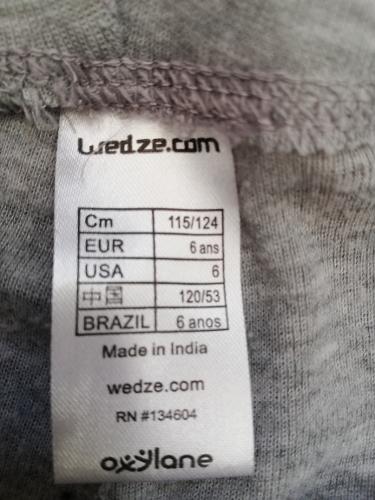 wedze.com
Cm 115/124
EUR 6 ans
USA 6
中国 120/53
BRAZIL 6 anos
Made in India
wedze.com
RN #134604
oxylane